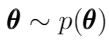 𝜽 ∼ p(𝜽)